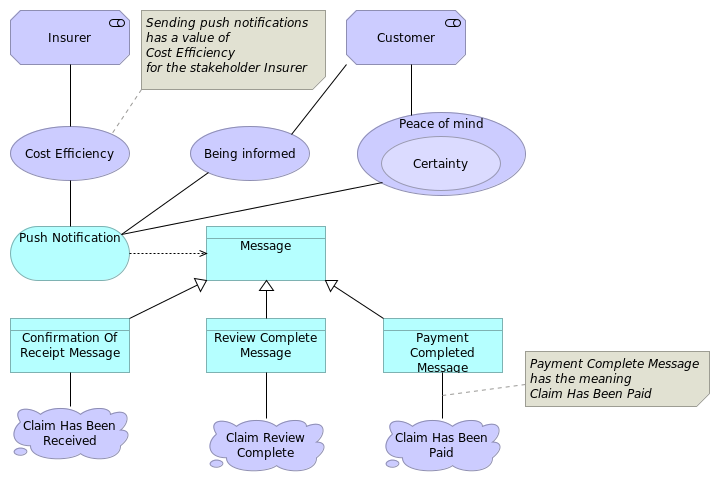 Insurer
Sending push notifications
has a value of
Cost Efficiency
for the stakeholder Insurer
Customer
Cost Efficiency
Being informed
Peace of mind
Certainty
Push Notification
Message
Confirmation Of
Receipt Message
Review Complete
Message
Payment
Completed
Message
Payment Complete Message
has the meaning
Claim Has Been Paid
Claim Has Been
Received
Claim Review
Complete
Claim Has Been
Paid